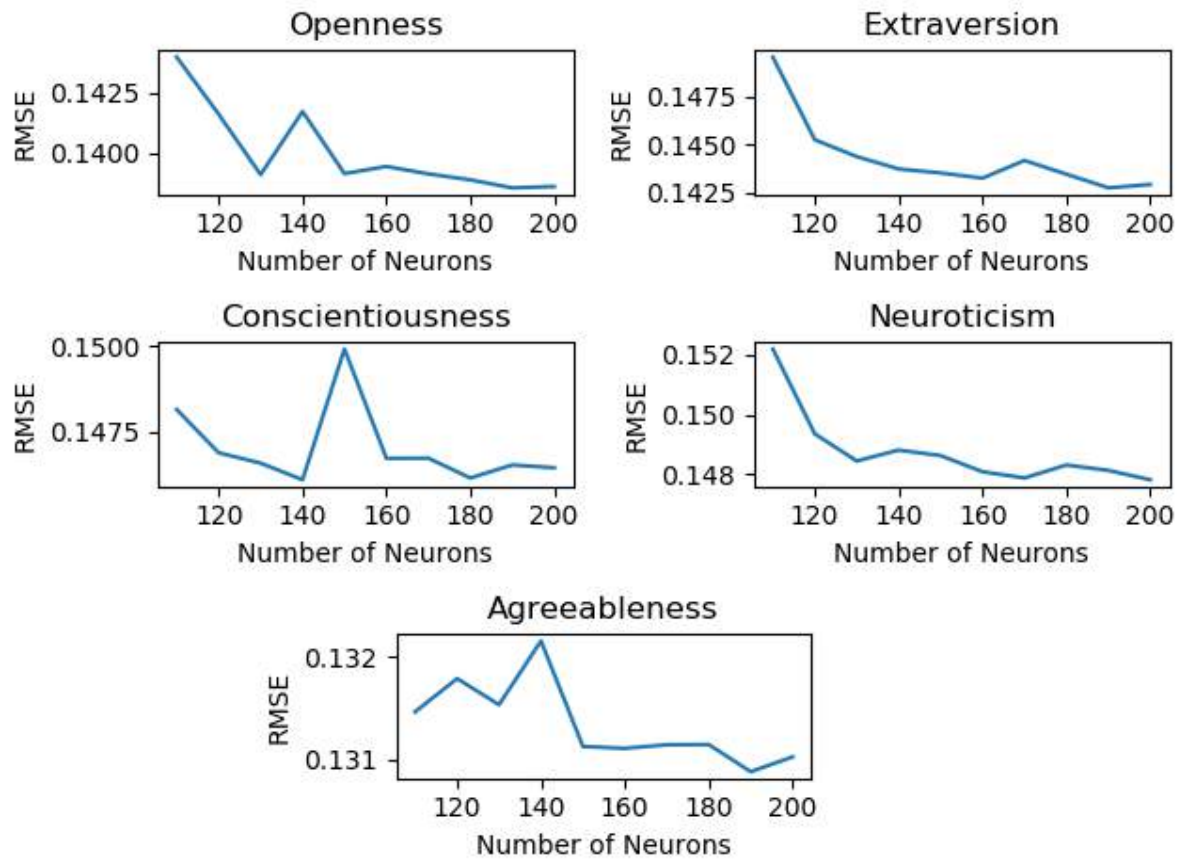 Openness
Extraversion
RMSE
0.1425
0.1400
120 140 160 180 200
Number of Neurons
RMSE
0.1475
0.1450
0.1425
120 140 160 180 200
Number of Neurons
Conscientiousness
Neuroticism
RMSE
0.1500
0.1475
120 140 160 180 200
Number of Neurons
RMSE
0.152
0.150
0.148
120 140 160 180 200
Number of Neurons
Agreeableness
RMSE
0.132
0.131
120 140 160 180 200
Number of Neurons